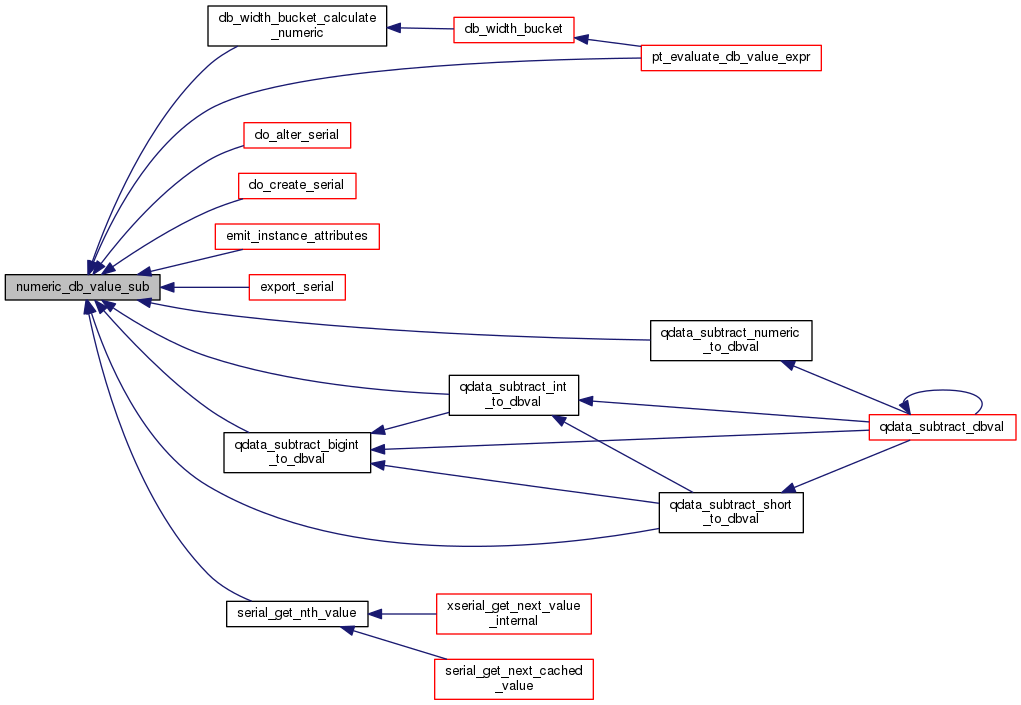 db_width_bucket_calculate
_numeric
db_width_bucket
pt_evaluate_db_value_expr
do_alter_serial
do_create_serial
emit_instance_attributes
numeric_db_value_sub
export_serial
qdata_subtract_numeric
_to_dbval
qdata_subtract_int
_to_dbval
qdata_subtract_dbval
qdata_subtract_bigint
_to_dbval
qdata_subtract_short
_to_dbval
serial_get_nth_value
xserial_get_next_value
_internal
serial_get_next_cached
_value